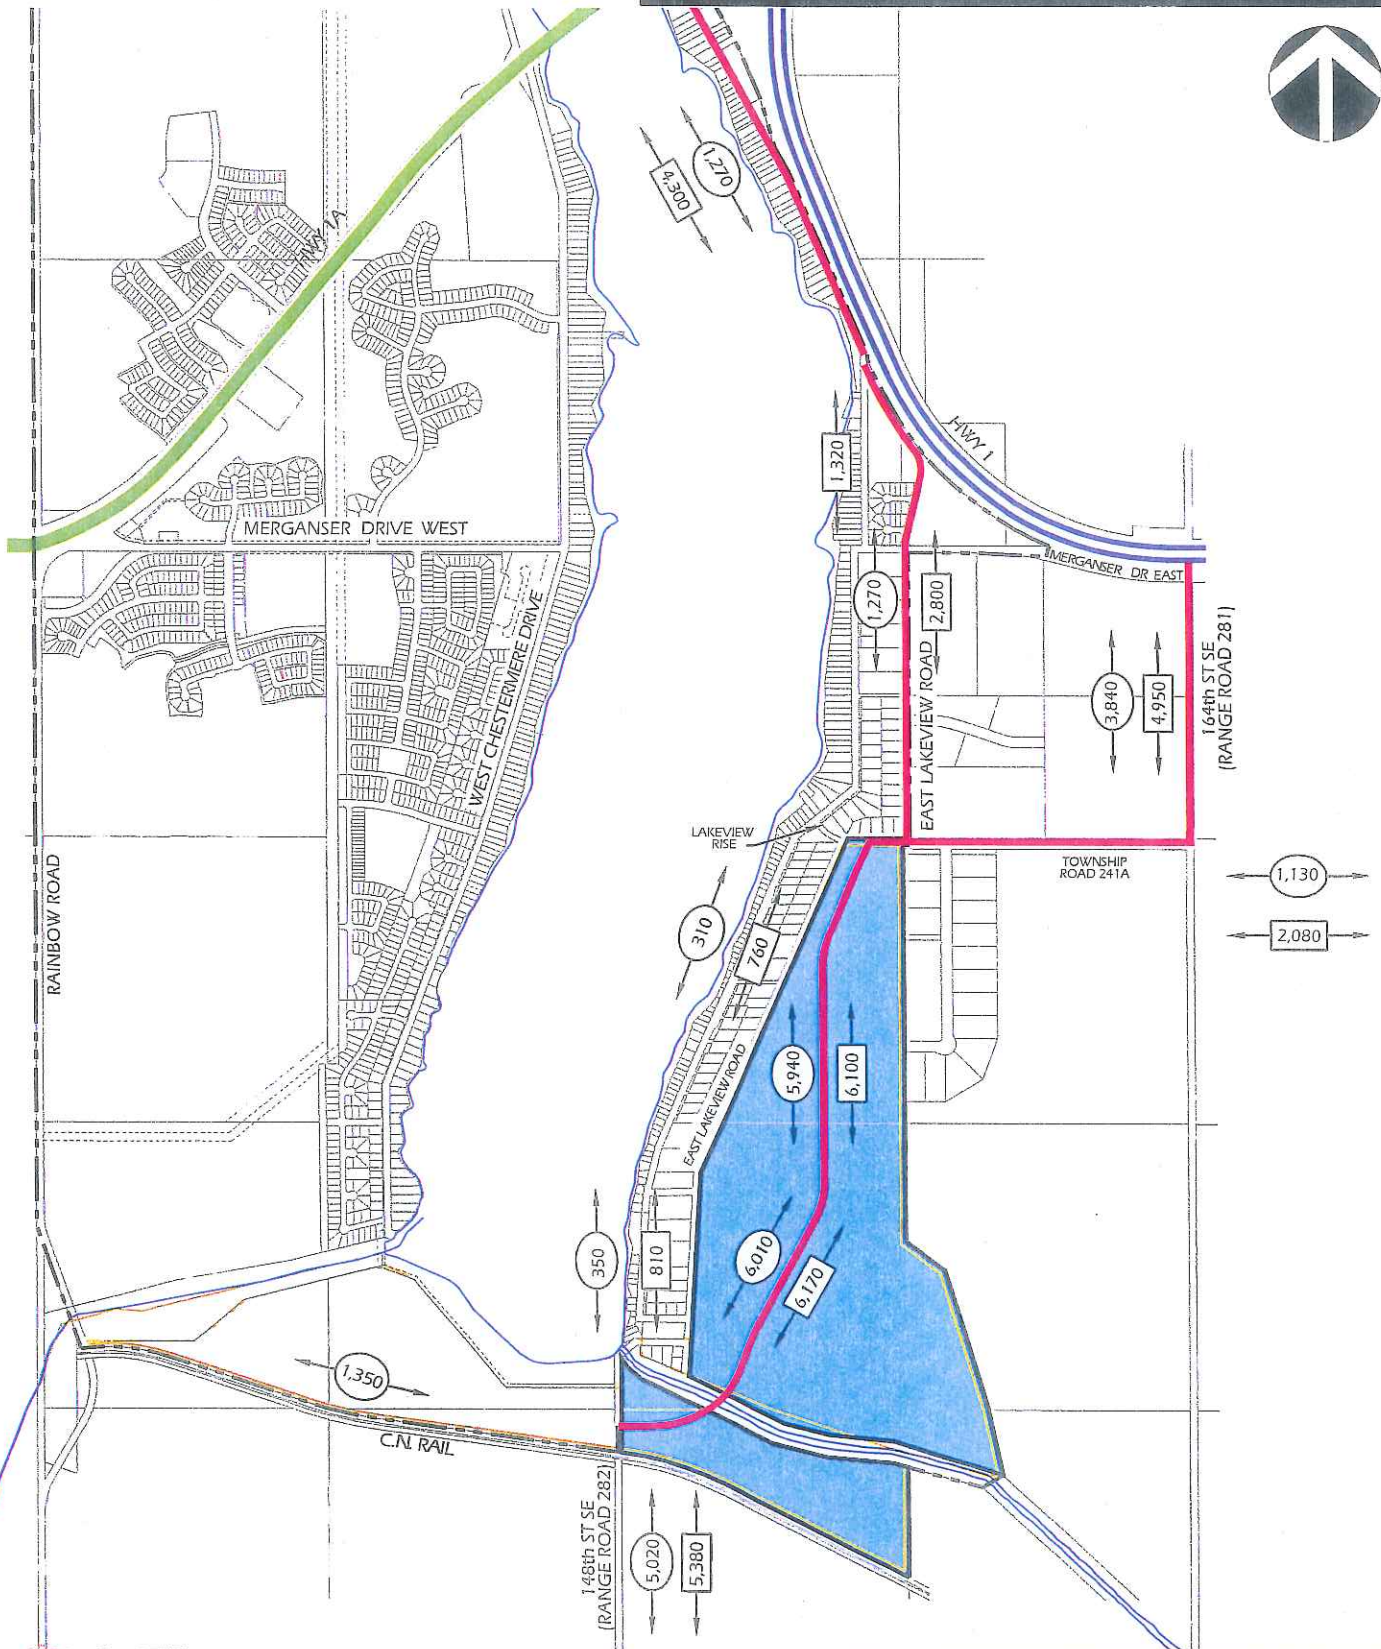 1,270
4,300
HWY 1A
1,320
HWY 1
MERGANSER DRIVE WEST
MERGANSER DR EAST
1,270
2,800
WEST CHESTERMERE DRIVE
EAST LAKEVIEW ROAD
3,840
4,950
164th ST SE
(RANGE ROAD 281)
LAKEVIEW
RISE
TOWNSHIP
ROAD 241A
1,130
2,080
RAINBOW ROAD
310
760
5,940
6,100
EAST LAKEVIEW ROAD
350
810
6,010
6,170
1,350
C.N. RAIL
148th ST SE
(RANGE ROAD 282)
5,020
5,380